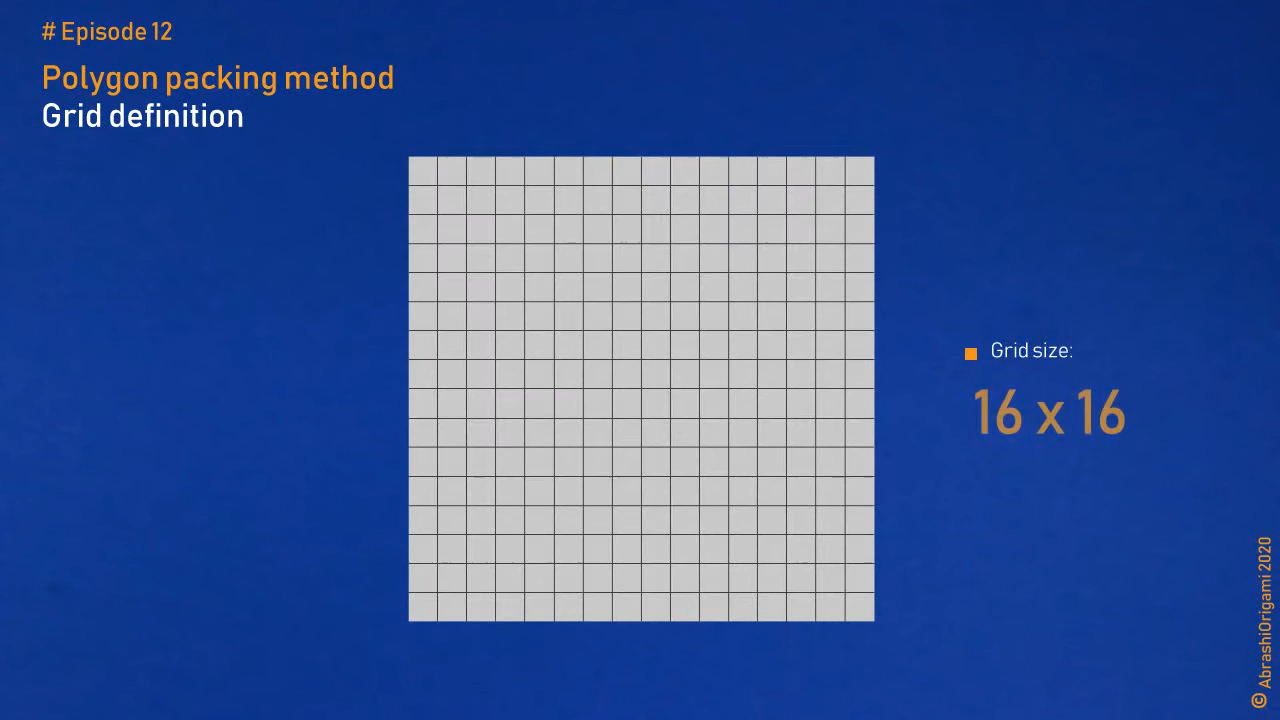 # Episode 12
Polygon packing method
Grid definition
Grid size:
16 x 16
© AbrashiOrigami 2020